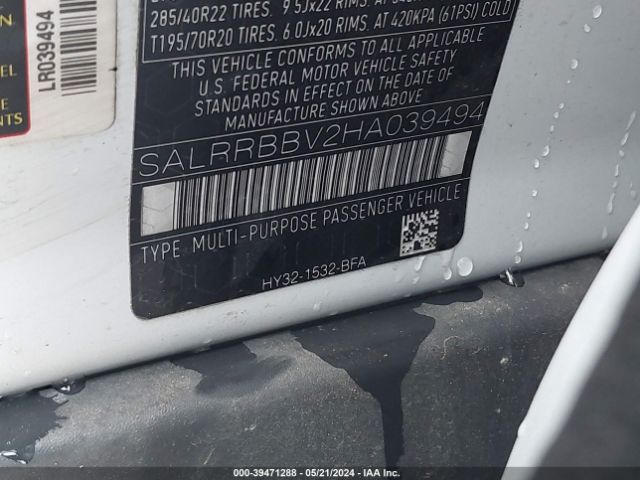 285/40R22 TIRES. 9.5Jx22 RIMS.
T195/70R20 TIRES. 6.0Jx20 RIMS. AT 420KPA (61PSI) COLD
THIS VEHICLE CONFORMS TO ALL APPLICABLE
U.S. FEDERAL MOTOR VEHICLE SAFETY
STANDARDS IN EFFECT ON THE DATE OF
MANUFACTURE SHOWN ABOVE
SALRRBBV2HA039494
TYPE MULTI-PURPOSE PASSENGER VEHICLE
HY32-1532-BFA
LR039494
EL
E
NTS
000-39471288 - 05/21/2024 - IAA Inc.